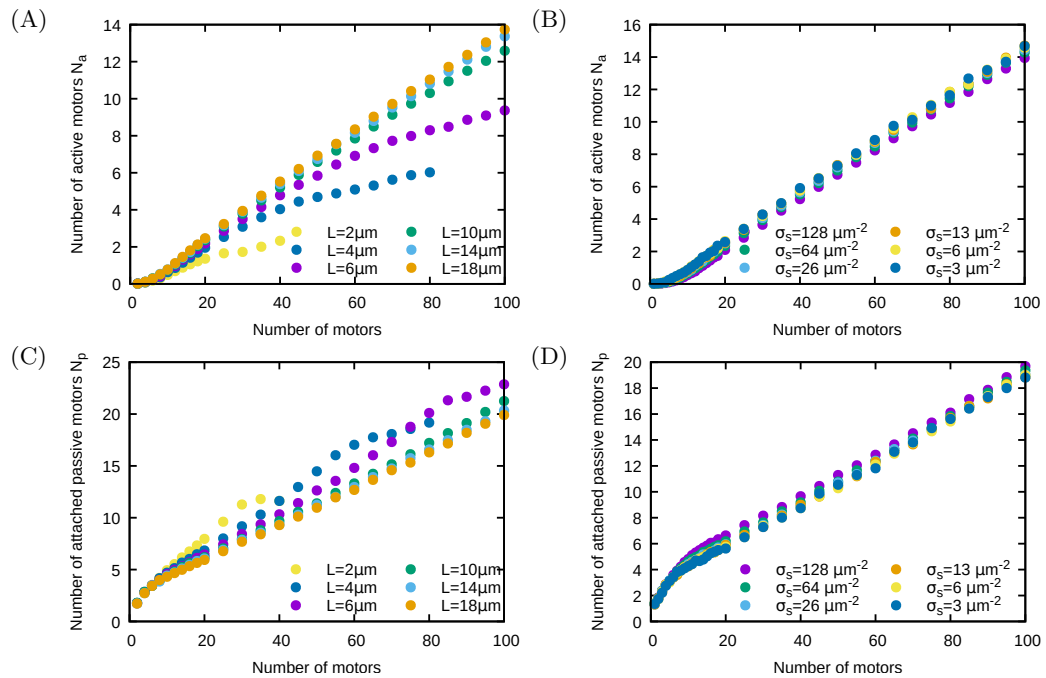 (A)
Number of active motors Nₐ
14
12
10
8
6
4
2
0
0 20 40 60 80 100
Number of motors
L=2µm L=10µm
L=4µm L=14µm
L=6µm L=18µm
(B)
Number of active motors Nₐ
16
14
12
10
8
6
4
2
0
0 20 40 60 80 100
Number of motors
σₛ=128 µm⁻² σₛ=13 µm⁻²
σₛ=64 µm⁻² σₛ=6 µm⁻²
σₛ=26 µm⁻² σₛ=3 µm⁻²
(C)
Number of attached passive motors Nₚ
25
20
15
10
5
0
0 20 40 60 80 100
Number of motors
L=2µm L=10µm
L=4µm L=14µm
L=6µm L=18µm
(D)
Number of attached passive motors Nₚ
20
18
16
14
12
10
8
6
4
2
0
0 20 40 60 80 100
Number of motors
σₛ=128 µm⁻² σₛ=13 µm⁻²
σₛ=64 µm⁻² σₛ=6 µm⁻²
σₛ=26 µm⁻² σₛ=3 µm⁻²